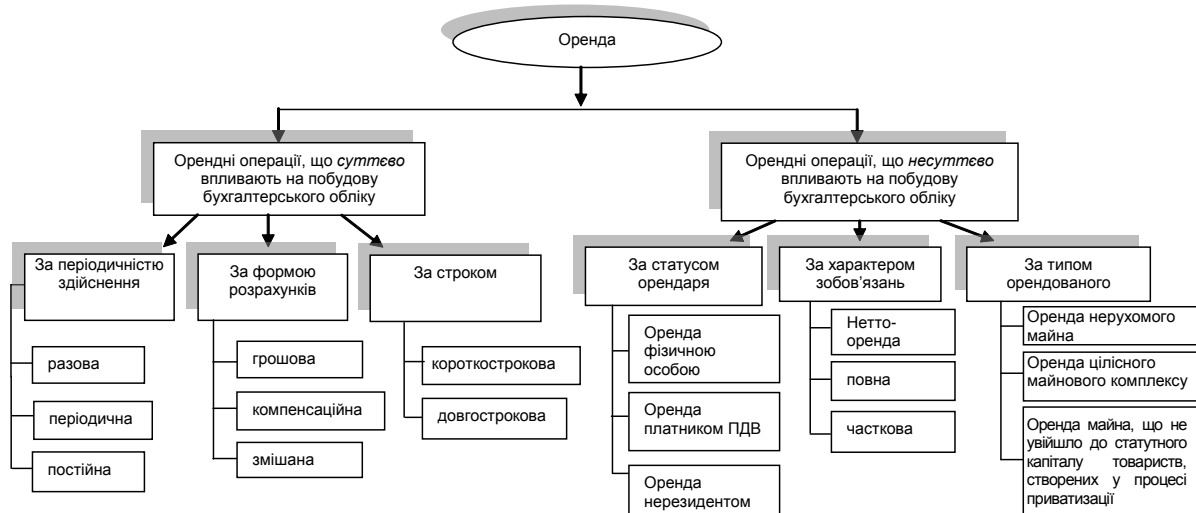 Оренда
Орендні операції, що суттєво
впливають на побудову
бухгалтерського обліку
Орендні операції, що несуттєво
впливають на побудову
бухгалтерського обліку
За періодичністю
здійснення
За формою
розрахунків
За строком
За статусом
орендаря
За характером
зобов’язань
За типом
орендованого
разова
періодична
постійна
грошова
компенсаційна
змішана
короткострокова
довгострокова
Оренда
фізичною
особою
Оренда
платником ПДВ
Оренда
нерезидентом
Нетто-
оренда
повна
часткова
Оренда нерухомого
майна
Оренда цілісного
майнового комплексу
Оренда майна, що не
увійшло до статутного
капіталу товариств,
створених у процесі
приватизації